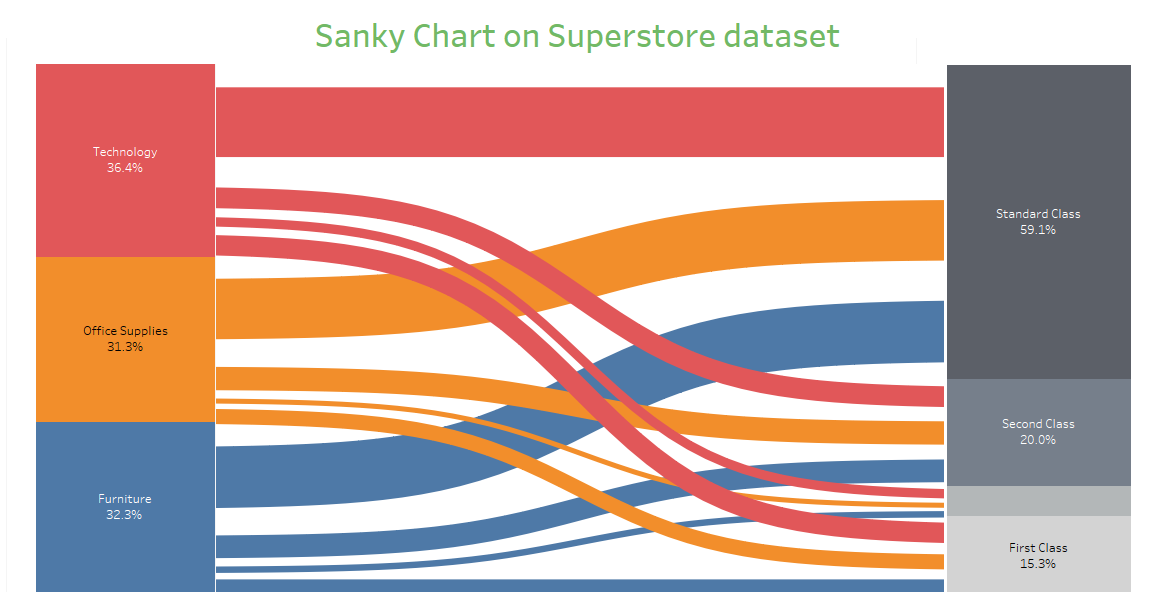 Sanky Chart on Superstore dataset
Technology
36.4%
Office Supplies
31.3%
Furniture
32.3%
Standard Class
59.1%
Second Class
20.0%
First Class
15.3%